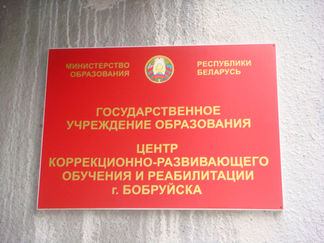 МИНИСТЕРСТВО
ОБРАЗОВАНИЯ
РЕСПУБЛИКИ
БЕЛАРУСЬ
ГОСУДАРСТВЕННОЕ
УЧРЕЖДЕНИЕ ОБРАЗОВАНИЯ
ЦЕНТР
КОРРЕКЦИОННО-РАЗВИВАЮЩЕГО
ОБУЧЕНИЯ И РЕАБИЛИТАЦИИ
г. БОБРУЙСКА